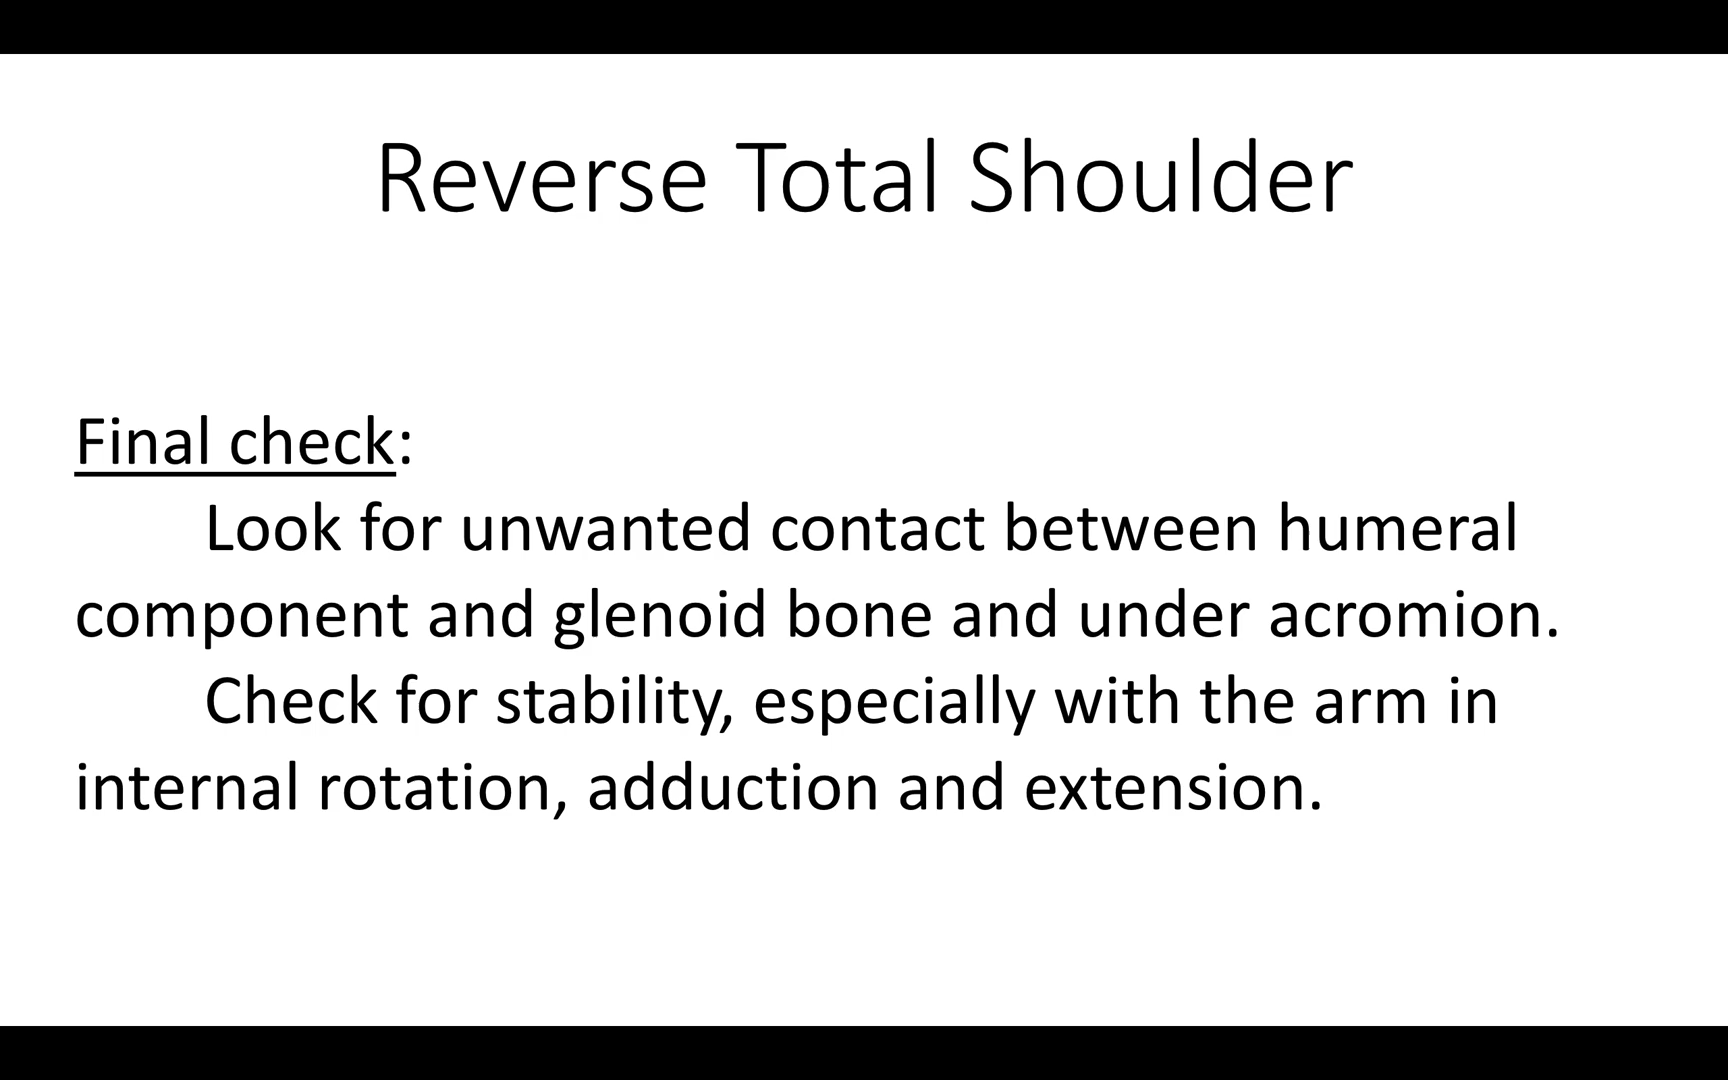 Reverse Total Shoulder
Final check:
Look for unwanted contact between humeral
component and glenoid bone and under acromion.
Check for stability, especially with the arm in
internal rotation, adduction and extension.